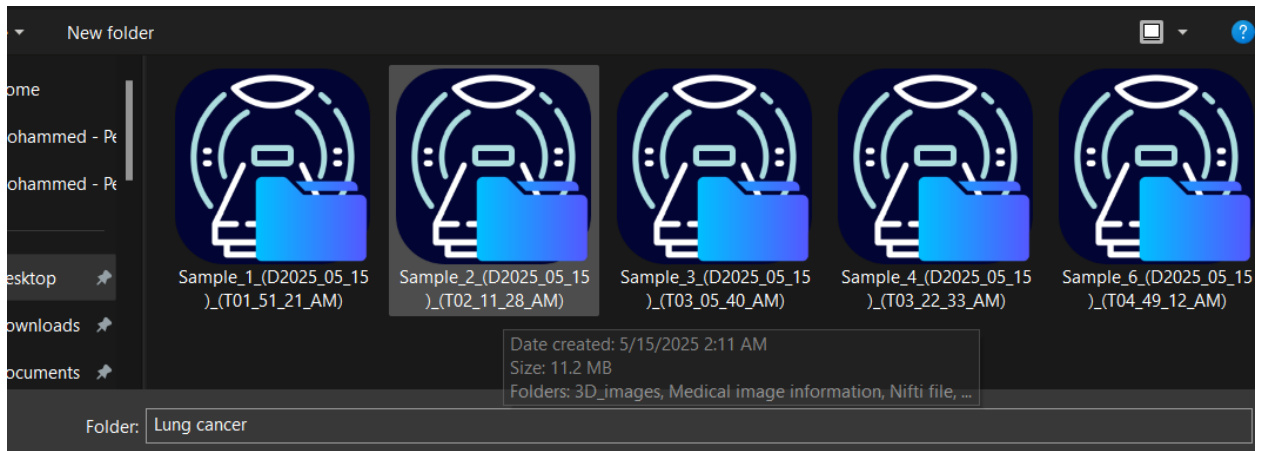 New folder
?
ome
ohammed - Pe
ohammed - Pe
esktop
ownloads
ocuments
Sample_1_(D2025_05_15
)_(T01_51_21_AM)
Sample_2_(D2025_05_15
)_(T02_11_28_AM)
Sample_3_(D2025_05_15
)_(T03_05_40_AM)
Sample_4_(D2025_05_15
)_(T03_22_33_AM)
Sample_6_(D2025_05_15
)_(T04_49_12_AM)
Date created: 5/15/2025 2:11 AM
Size: 11.2 MB
Folders: 3D_images, Medical image information, Nifti file, ...
Folder: Lung cancer